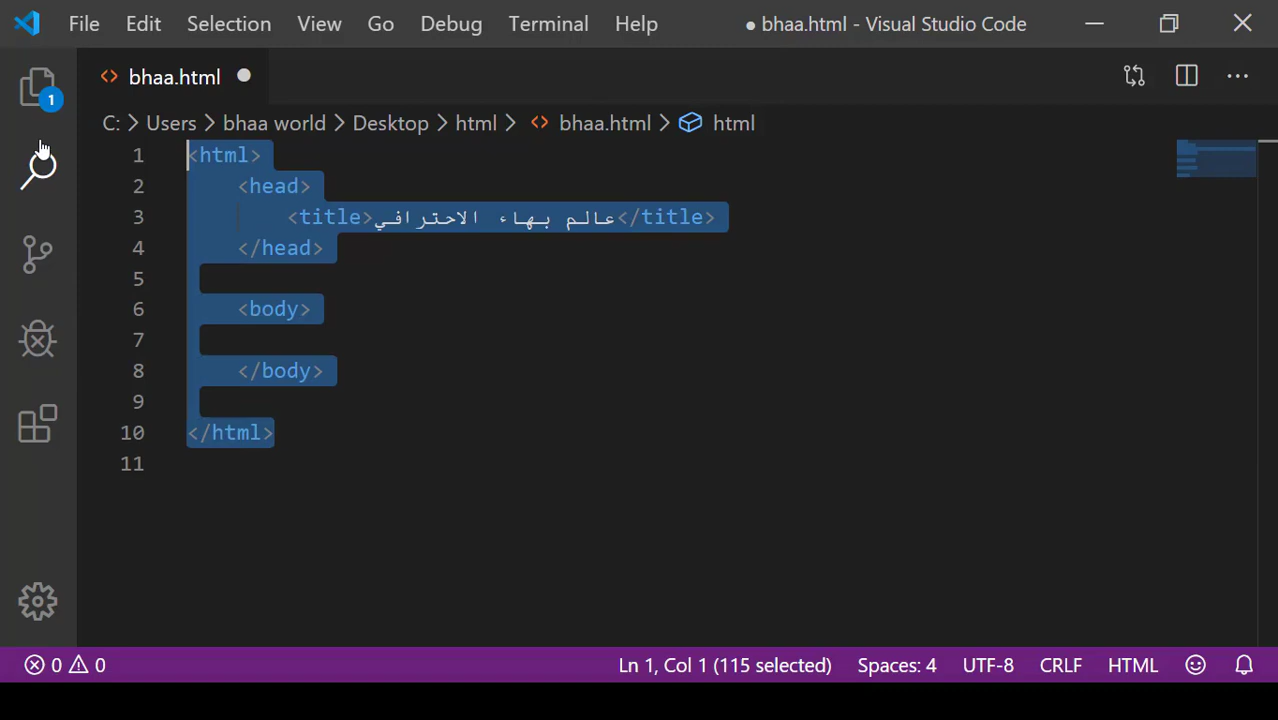 File Edit Selection View Go Debug Terminal Help ● bhaa.html - Visual Studio Code
bhaa.html
1
C: > Users > bhaa world > Desktop > html > bhaa.html > html
1 <html>
2 <head>
3 <title>عالم بهاء الاحترافي</title>
4 </head>
5
6 <body>
7
8 </body>
9
10 </html>
11
0 0 Ln 1, Col 1 (115 selected) Spaces: 4 UTF-8 CRLF HTML